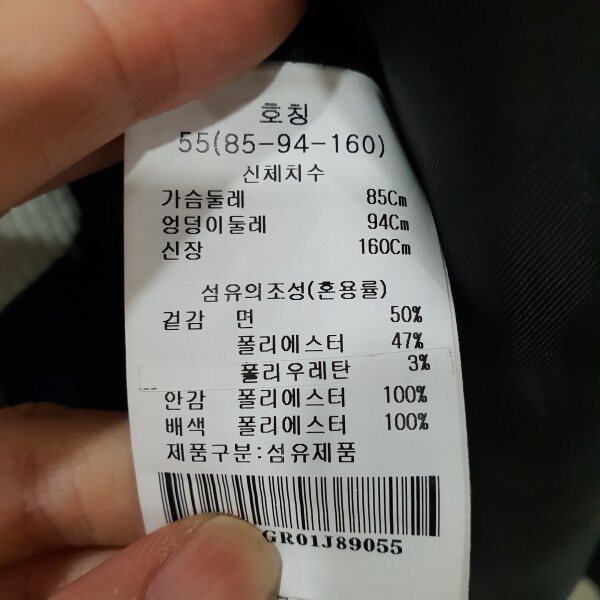 호칭
55(85-94-160)
신체치수
가슴둘레 85Cm
엉덩이둘레 94Cm
신장 160Cm
섬유의조성(혼용률)
겉감 면 50%
폴리에스터 47%
폴리우레탄 3%
안감 폴리에스터 100%
배색 폴리에스터 100%
제품구분:섬유제품
GR01J89055